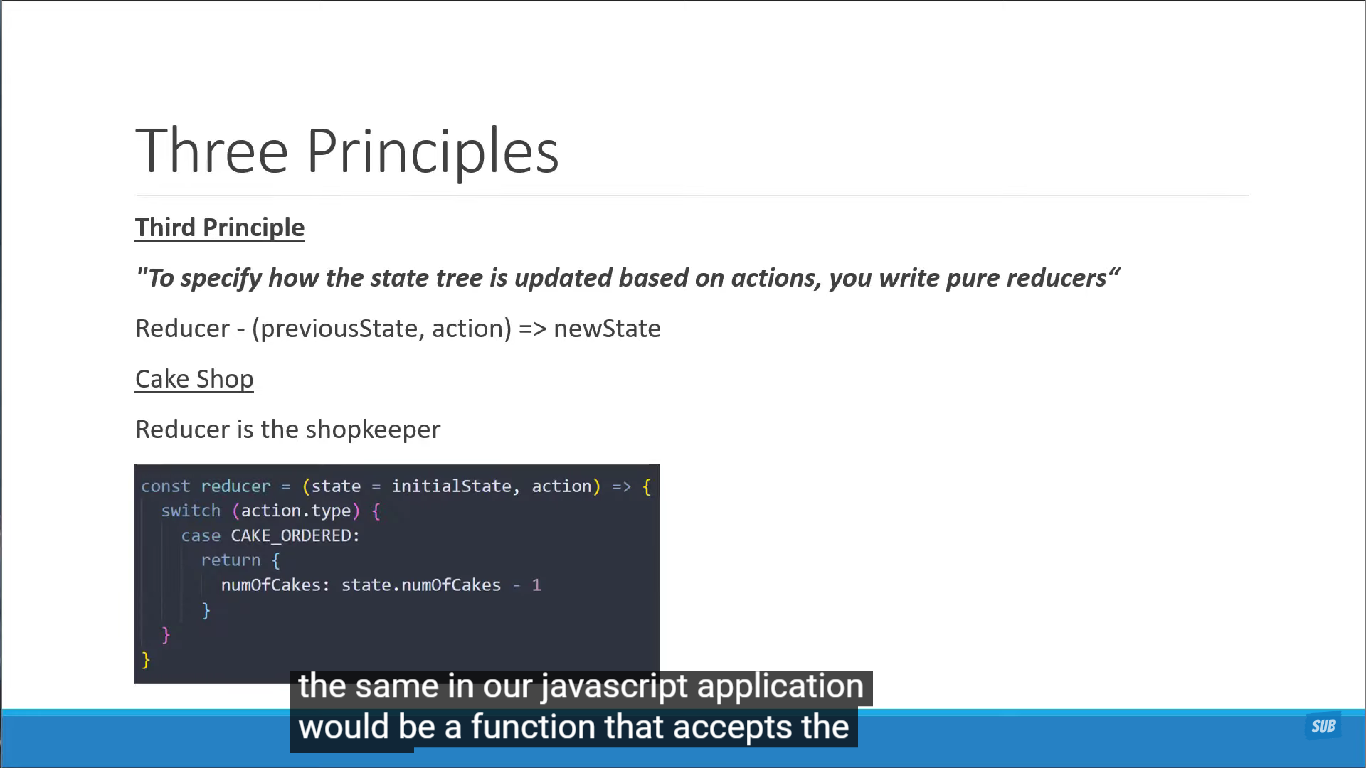 Three Principles
Third Principle
"To specify how the state tree is updated based on actions, you write pure reducers“
Reducer - (previousState, action) => newState
Cake Shop
Reducer is the shopkeeper
const reducer = (state = initialState, action) => {
  switch (action.type) {
    case CAKE_ORDERED:
      return {
        numOfCakes: state.numOfCakes - 1
      }
  }
}
the same in our javascript application
would be a function that accepts the
SUB